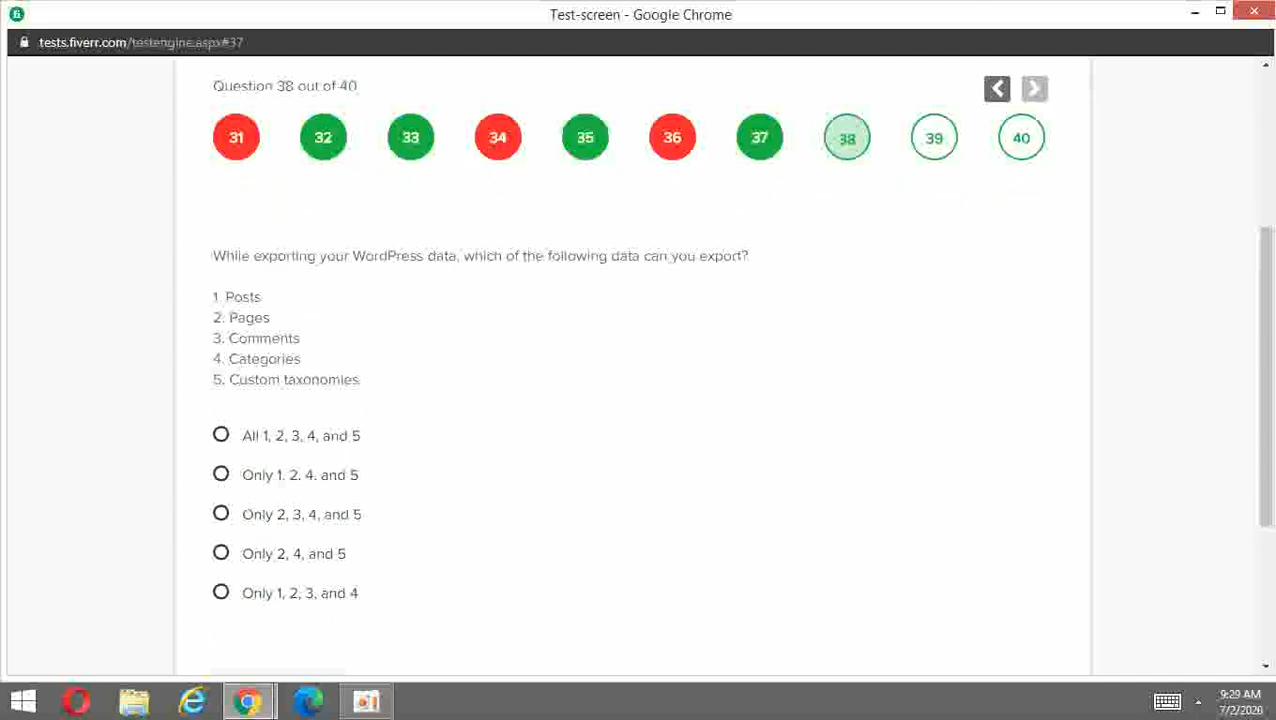 Test-screen - Google Chrome
tests.fiverr.com/testengine.aspx#37
Question 38 out of 40
31 32 33 34 35 36 37 38 39 40
While exporting your WordPress data, which of the following data can you export?
1. Posts
2. Pages
3. Comments
4. Categories
5. Custom taxonomies
All 1, 2, 3, 4, and 5
Only 1, 2, 4, and 5
Only 2, 3, 4, and 5
Only 2, 4, and 5
Only 1, 2, 3, and 4
9:29 AM
7/2/2020